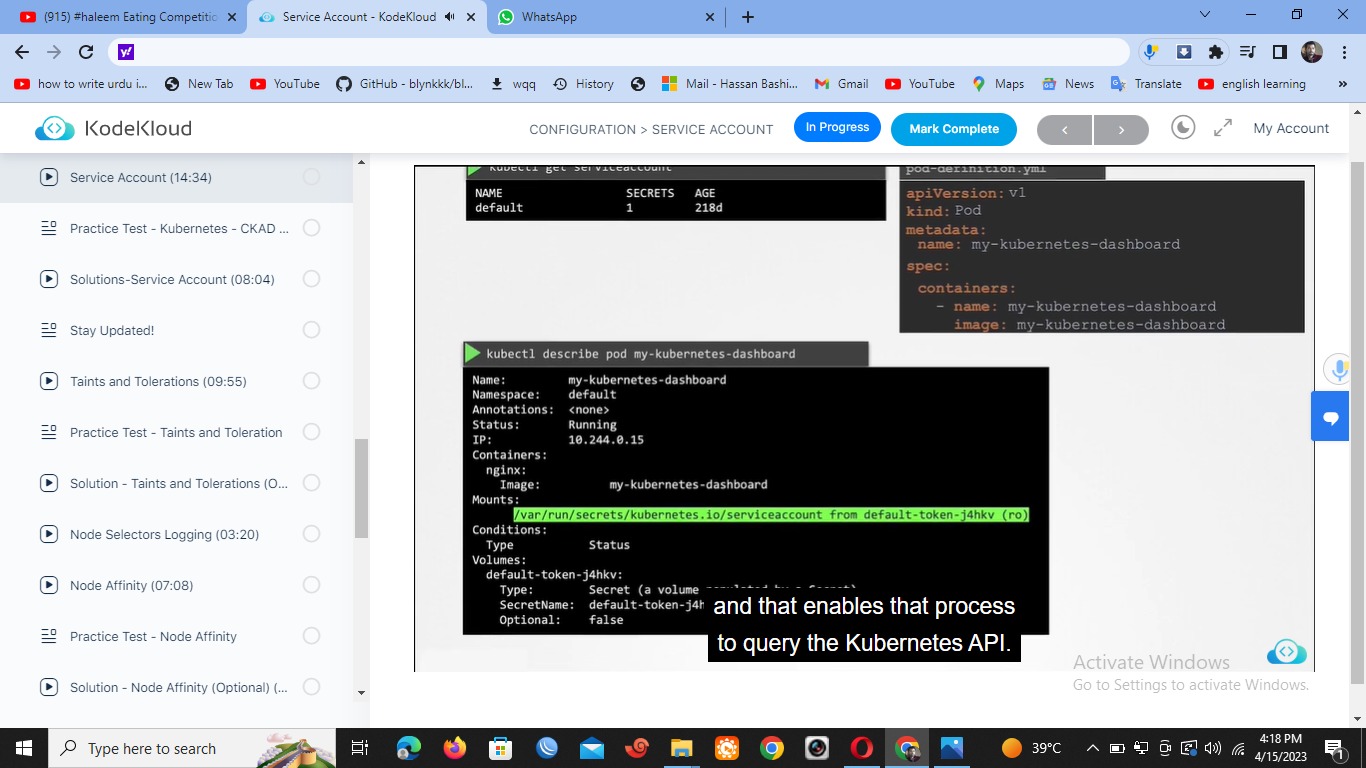 (915) #haleem Eating Competitio
Service Account - KodeKloud
WhatsApp
how to write urdu i...
New Tab
YouTube
GitHub - blynkkk/bl...
wqq
History
Mail - Hassan Bashi...
Gmail
YouTube
Maps
News
Translate
english learning
»
KodeKloud
CONFIGURATION > SERVICE ACCOUNT
In Progress
Mark Complete
My Account
Service Account (14:34)
Practice Test - Kubernetes - CKAD ...
Solutions-Service Account (08:04)
Stay Updated!
Taints and Tolerations (09:55)
Practice Test - Taints and Toleration
Solution - Taints and Tolerations (O...
Node Selectors Logging (03:20)
Node Affinity (07:08)
Practice Test - Node Affinity
Solution - Node Affinity (Optional) (...
kubectl get serviceaccount
NAME SECRETS AGE
default 1 218d
pod-definition.yml
apiVersion: v1
kind: Pod
metadata:
name: my-kubernetes-dashboard
spec:
containers:
- name: my-kubernetes-dashboard
image: my-kubernetes-dashboard
kubectl describe pod my-kubernetes-dashboard
Name: my-kubernetes-dashboard
Namespace: default
Annotations: <none>
Status: Running
IP: 10.244.0.15
Containers:
nginx:
Image: my-kubernetes-dashboard
Mounts:
/var/run/secrets/kubernetes.io/serviceaccount from default-token-j4hkv (ro)
Conditions:
Type Status
Volumes:
default-token-j4hkv:
Type: Secret (a volume populated by a Secret)
SecretName: default-token-j4h
Optional: false
and that enables that process
to query the Kubernetes API.
Activate Windows
Go to Settings to activate Windows.
Type here to search
39°C
4:18 PM
4/15/2023
1